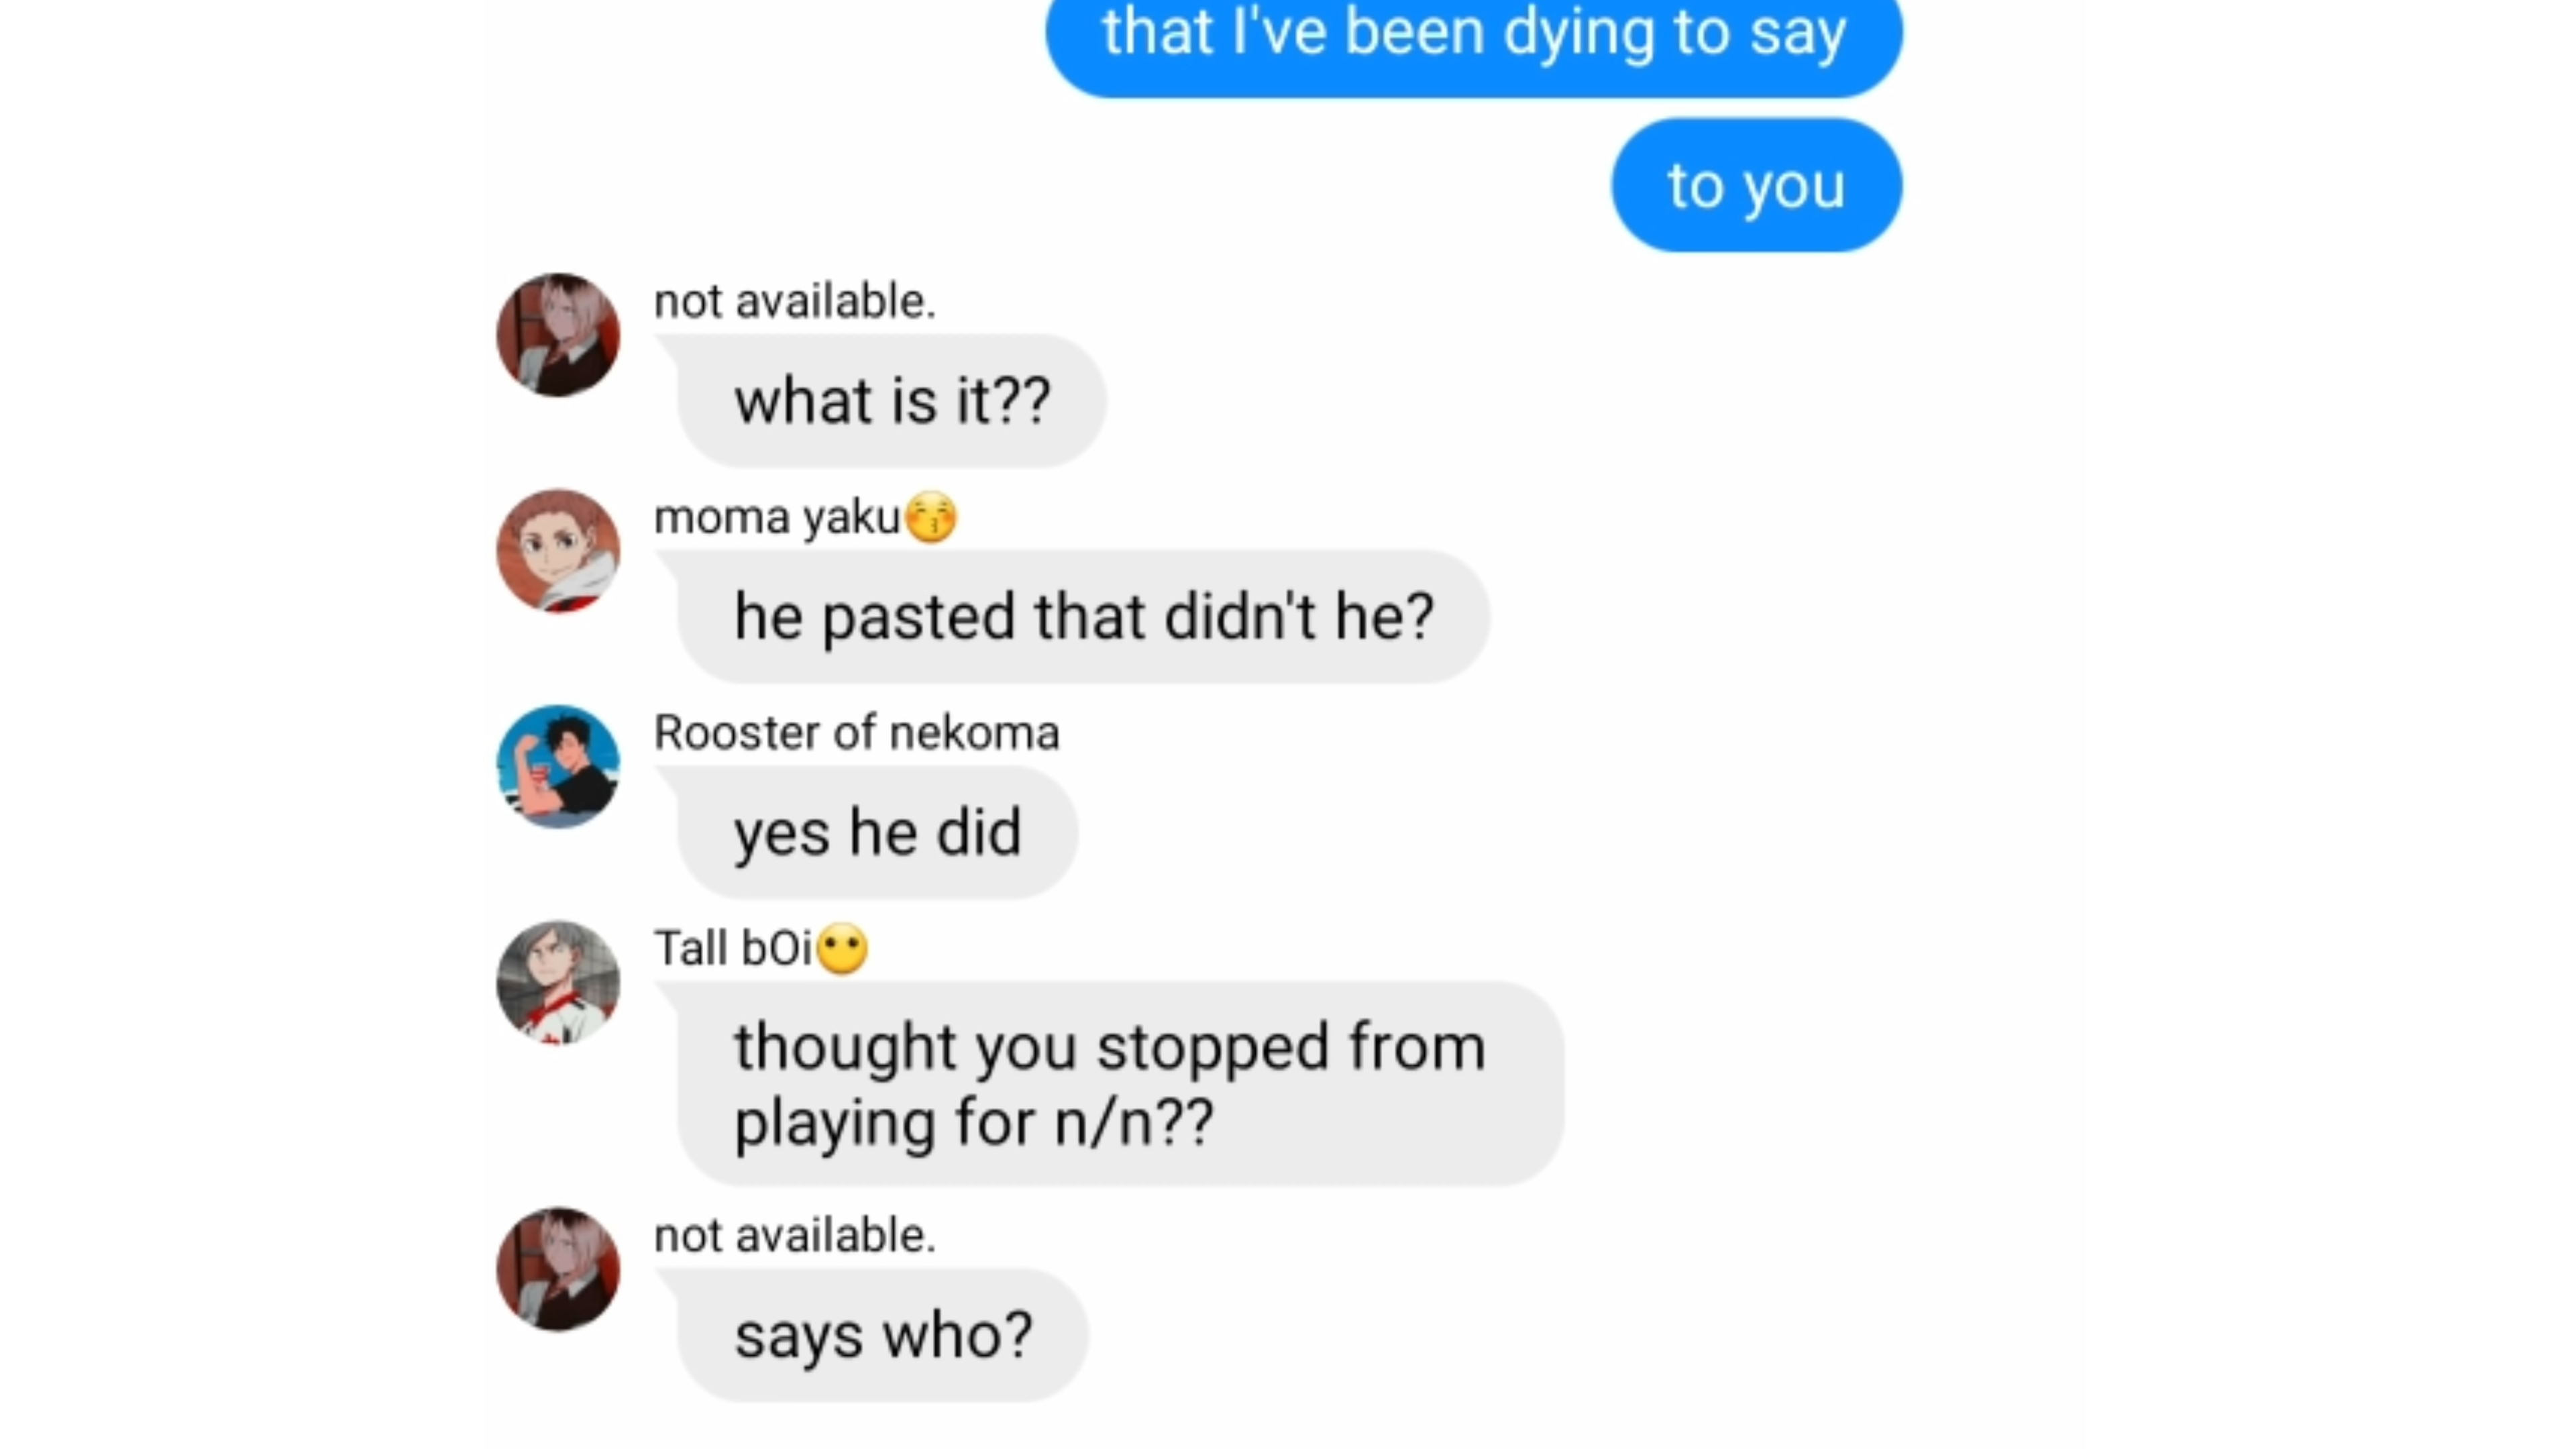 that I've been dying to say
to you
not available.
what is it??
moma yaku😚
he pasted that didn't he?
Rooster of nekoma
yes he did
Tall bOi😶
thought you stopped from
playing for n/n??
not available.
says who?